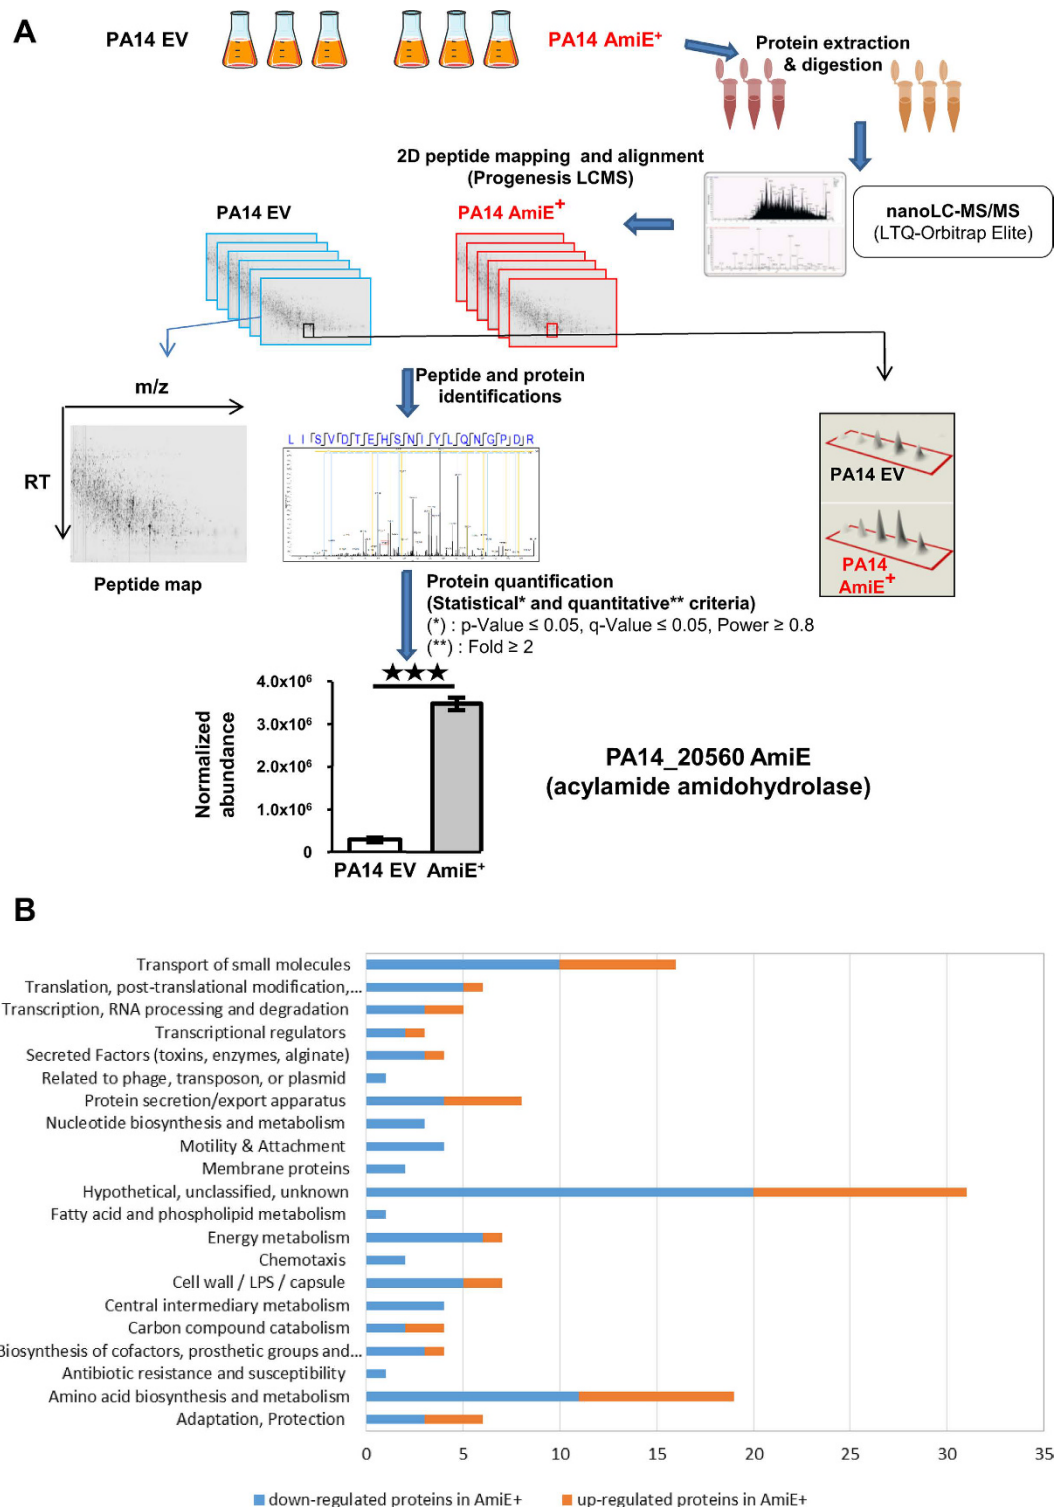 A
PA14 EV
PA14 AmiE+
Protein extraction
& digestion
2D peptide mapping and alignment
(Progenesis LCMS)
nanoLC-MS/MS
(LTQ-Orbitrap Elite)
PA14 EV
PA14 AmiE+
m/z
RT
Peptide map
Peptide and protein
identifications
L I S V D T E H S N I Y L Q N G P D R
PA14 EV
PA14
AmiE+
Protein quantification
(Statistical* and quantitative** criteria)
(*) : p-Value ≤ 0.05, q-Value ≤ 0.05, Power ≥ 0.8
(**) : Fold ≥ 2
★★★
Normalized
abundance
4.0x10⁶
3.0x10⁶
2.0x10⁶
1.0x10⁶
0
PA14 EV AmiE+
PA14_20560 AmiE
(acylamide amidohydrolase)
B
Transport of small molecules
Translation, post-translational modification,...
Transcription, RNA processing and degradation
Transcriptional regulators
Secreted Factors (toxins, enzymes, alginate)
Related to phage, transposon, or plasmid
Protein secretion/export apparatus
Nucleotide biosynthesis and metabolism
Motility & Attachment
Membrane proteins
Hypothetical, unclassified, unknown
Fatty acid and phospholipid metabolism
Energy metabolism
Chemotaxis
Cell wall / LPS / capsule
Central intermediary metabolism
Carbon compound catabolism
Biosynthesis of cofactors, prosthetic groups and...
Antibiotic resistance and susceptibility
Amino acid biosynthesis and metabolism
Adaptation, Protection
0 5 10 15 20 25 30 35
down-regulated proteins in AmiE+ up-regulated proteins in AmiE+